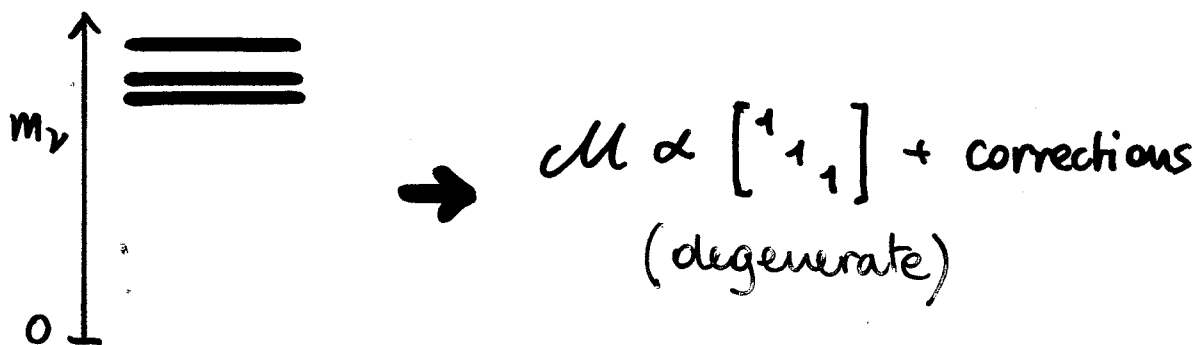 m_ν
0
➔ ℳ ∝ [1 1 1] + corrections
(degenerate)